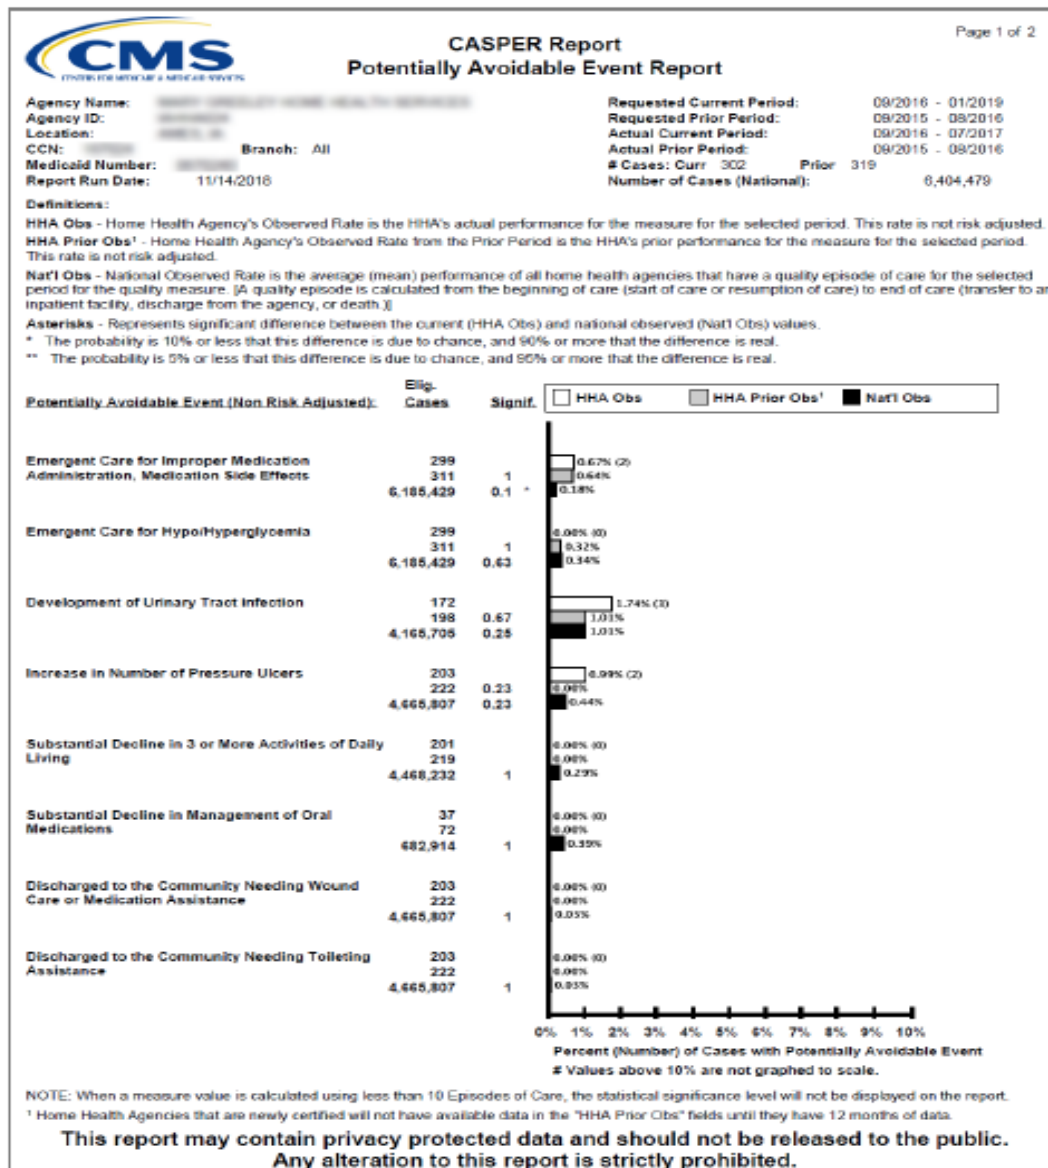 CMS
CENTERS FOR MEDICARE & MEDICAID SERVICES
Page 1 of 2
CASPER Report
Potentially Avoidable Event Report
Agency Name:
Agency ID:
Location:
CCN: Branch: All
Medicaid Number:
Report Run Date: 11/14/2018
Requested Current Period: 09/2016 - 01/2019
Requested Prior Period: 09/2015 - 08/2016
Actual Current Period: 09/2016 - 07/2017
Actual Prior Period: 09/2015 - 08/2016
# Cases: Curr 302 Prior 319
Number of Cases (National): 6,404,479
Definitions:
HHA Obs - Home Health Agency's Observed Rate is the HHA's actual performance for the measure for the selected period. This rate is not risk adjusted.
HHA Prior Obs¹ - Home Health Agency's Observed Rate from the Prior Period is the HHA's prior performance for the measure for the selected period.
This rate is not risk adjusted.
Nat'l Obs - National Observed Rate is the average (mean) performance of all home health agencies that have a quality episode of care for the selected
period for the quality measure. [A quality episode is calculated from the beginning of care (start of care or resumption of care) to end of care (transfer to an
inpatient facility, discharge from the agency, or death.)]
Asterisks - Represents significant difference between the current (HHA Obs) and national observed (Nat'l Obs) values.
* The probability is 10% or less that this difference is due to chance, and 90% or more that the difference is real.
** The probability is 5% or less that this difference is due to chance, and 95% or more that the difference is real.
Elig.
Potentially Avoidable Event (Non Risk Adjusted): Cases Signif. HHA Obs HHA Prior Obs¹ Nat'l Obs
Emergent Care for Improper Medication 299 0.67% (2)
Administration, Medication Side Effects 311 1 0.64%
6,185,429 0.1 * 0.18%
Emergent Care for Hypo/Hyperglycemia 299 0.00% (0)
311 1 0.32%
6,185,429 0.63 0.34%
Development of Urinary Tract Infection 172 1.74% (3)
198 0.67 1.01%
4,165,705 0.25 1.01%
Increase in Number of Pressure Ulcers 203 0.99% (2)
222 0.23 0.00%
4,665,807 0.23 0.44%
Substantial Decline in 3 or More Activities of Daily 201 0.00% (0)
Living 219 0.00%
4,468,232 1 0.29%
Substantial Decline in Management of Oral 37 0.00% (0)
Medications 72 0.00%
682,914 1 0.39%
Discharged to the Community Needing Wound 203 0.00% (0)
Care or Medication Assistance 222 0.00%
4,665,807 1 0.03%
Discharged to the Community Needing Toileting 203 0.00% (0)
Assistance 222 0.00%
4,665,807 1 0.03%
0% 1% 2% 3% 4% 5% 6% 7% 8% 9% 10%
Percent (Number) of Cases with Potentially Avoidable Event
# Values above 10% are not graphed to scale.
NOTE: When a measure value is calculated using less than 10 Episodes of Care, the statistical significance level will not be displayed on the report.
¹ Home Health Agencies that are newly certified will not have available data in the "HHA Prior Obs" fields until they have 12 months of data.
This report may contain privacy protected data and should not be released to the public.
Any alteration to this report is strictly prohibited.